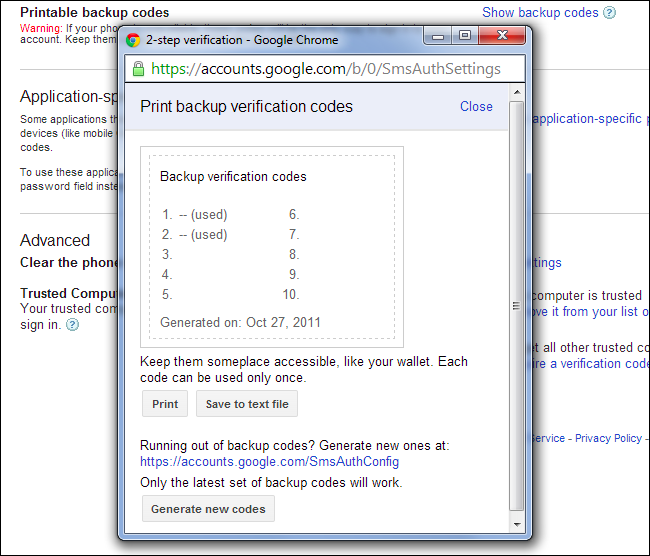 Printable backup codes
Show backup codes
Warning: If your phon
account. Keep them
2-step verification - Google Chrome
https://accounts.google.com/b/0/SmsAuthSettings
Print backup verification codes
Close
Backup verification codes
1. -- (used) 6.
2. -- (used) 7.
3. 8.
4. 9.
5. 10.
Generated on: Oct 27, 2011
Keep them someplace accessible, like your wallet. Each
code can be used only once.
Print
Save to text file
Running out of backup codes? Generate new ones at:
https://accounts.google.com/SmsAuthConfig
Only the latest set of backup codes will work.
Generate new codes
Application-sp
Some applications th
devices (like mobile
codes.
To use these applic
password field inste
application-specific p
Advanced
Clear the phone
ttings
Trusted Compu
Your trusted com
sign in.
computer is trusted
ove it from your list o
et all other trusted co
ire a verification code
Service - Privacy Policy -